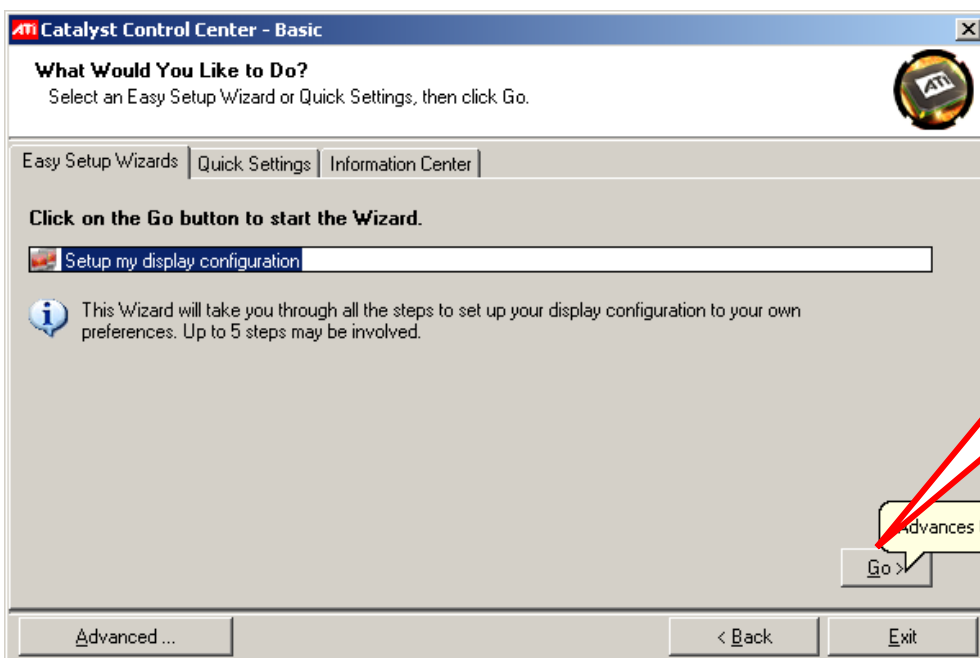 ATi Catalyst Control Center - Basic
What Would You Like to Do?
Select an Easy Setup Wizard or Quick Settings, then click Go.
ATI
Easy Setup Wizards Quick Settings Information Center
Click on the Go button to start the Wizard.
Setup my display configuration
This Wizard will take you through all the steps to set up your display configuration to your own
preferences. Up to 5 steps may be involved.
Advances
Go >
Advanced ... < Back Exit